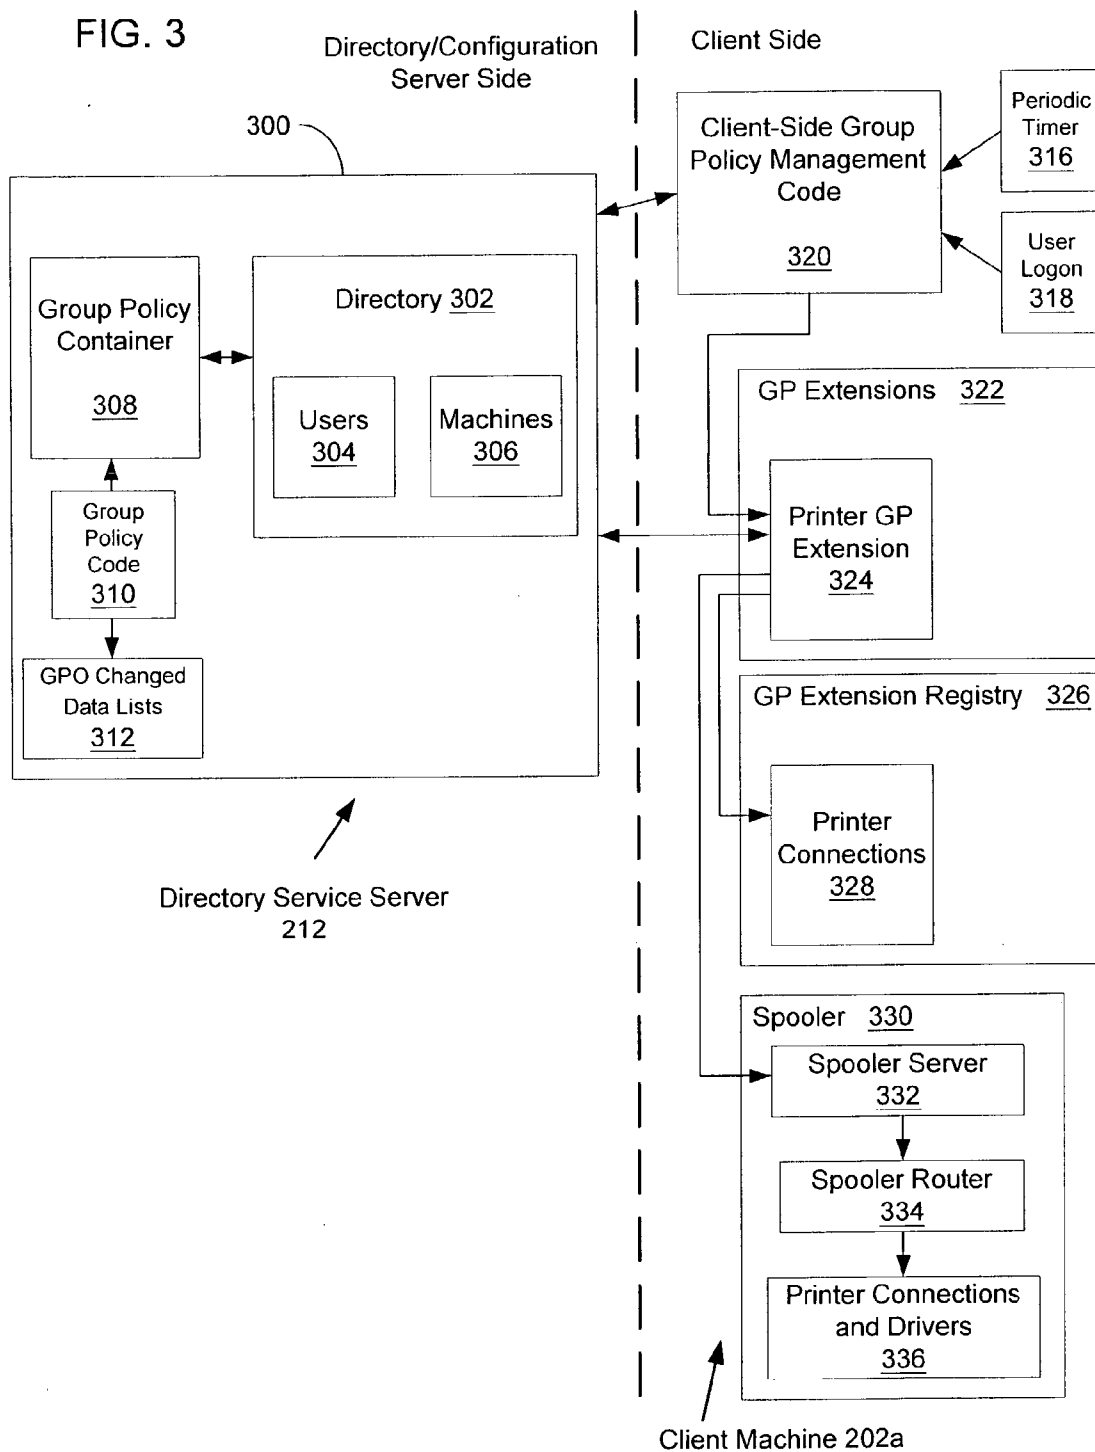 FIG. 3
Directory/Configuration
Server Side
Client Side
300
Client-Side Group
Policy Management
Code
320
Periodic
Timer
316
User
Logon
318
Group Policy
Container
308
Directory 302
Users
304
Machines
306
Group
Policy
Code
310
GPO Changed
Data Lists
312
GP Extensions 322
Printer GP
Extension
324
GP Extension Registry 326
Printer
Connections
328
Directory Service Server
212
Spooler 330
Spooler Server
332
Spooler Router
334
Printer Connections
and Drivers
336
Client Machine 202a